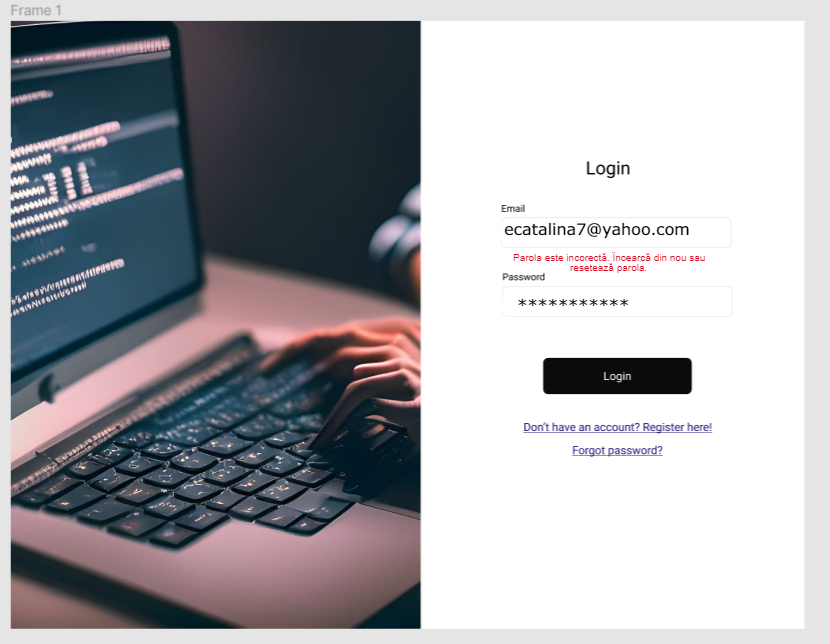 Frame 1
Login
Email
ecatalina7@yahoo.com
Parola este incorectă. Încearcă din nou sau
resetează parola.
Password
***********
Login
Don't have an account? Register here!
Forgot password?